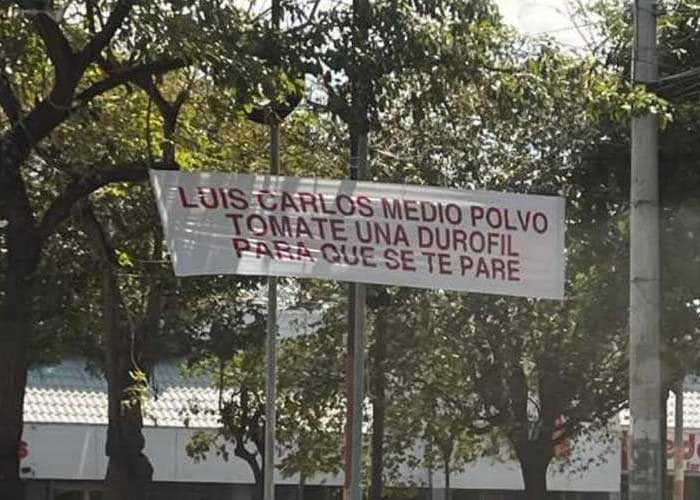 LUIS CARLOS MEDIO POLVO
TOMATE UNA DUROFIL
PARA QUE SE TE PARE